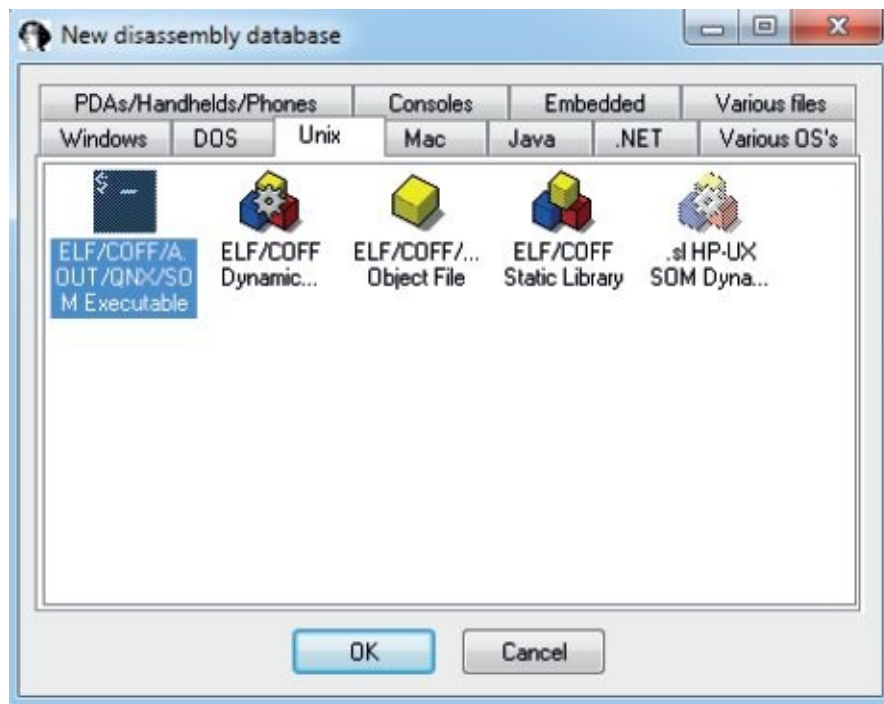 New disassembly database
PDAs/Handhelds/Phones Consoles Embedded Various files
Windows DOS Unix Mac Java .NET Various OS's
$ _
ELF/COFF/A. ELF/COFF ELF/COFF/... ELF/COFF .sl HP-UX
OUT/QNX/SO Dynamic... Object File Static Library SOM Dyna...
M Executable
OK Cancel